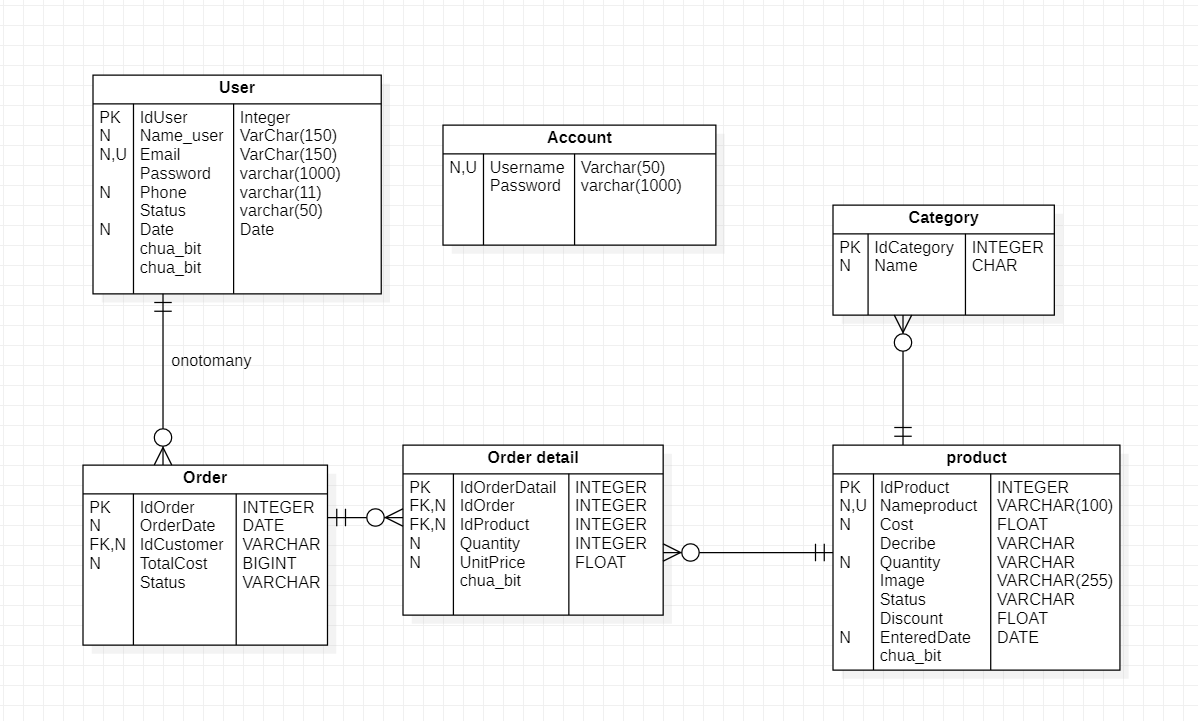 User
PK IdUser Integer
N Name_user VarChar(150)
N,U Email VarChar(150)
Password varchar(1000)
N Phone varchar(11)
Status varchar(50)
N Date Date
chua_bit
chua_bit
Account
N,U Username Varchar(50)
Password varchar(1000)
Category
PK IdCategory INTEGER
N Name CHAR
onotomany
Order
PK IdOrder INTEGER
N OrderDate DATE
FK,N IdCustomer VARCHAR
N TotalCost BIGINT
Status VARCHAR
Order detail
PK IdOrderDatail INTEGER
FK,N IdOrder INTEGER
FK,N IdProduct INTEGER
N Quantity INTEGER
N UnitPrice FLOAT
chua_bit
product
PK IdProduct INTEGER
N,U Nameproduct VARCHAR(100)
N Cost FLOAT
Decribe VARCHAR
N Quantity VARCHAR
Image VARCHAR(255)
Status VARCHAR
Discount FLOAT
N EnteredDate DATE
chua_bit